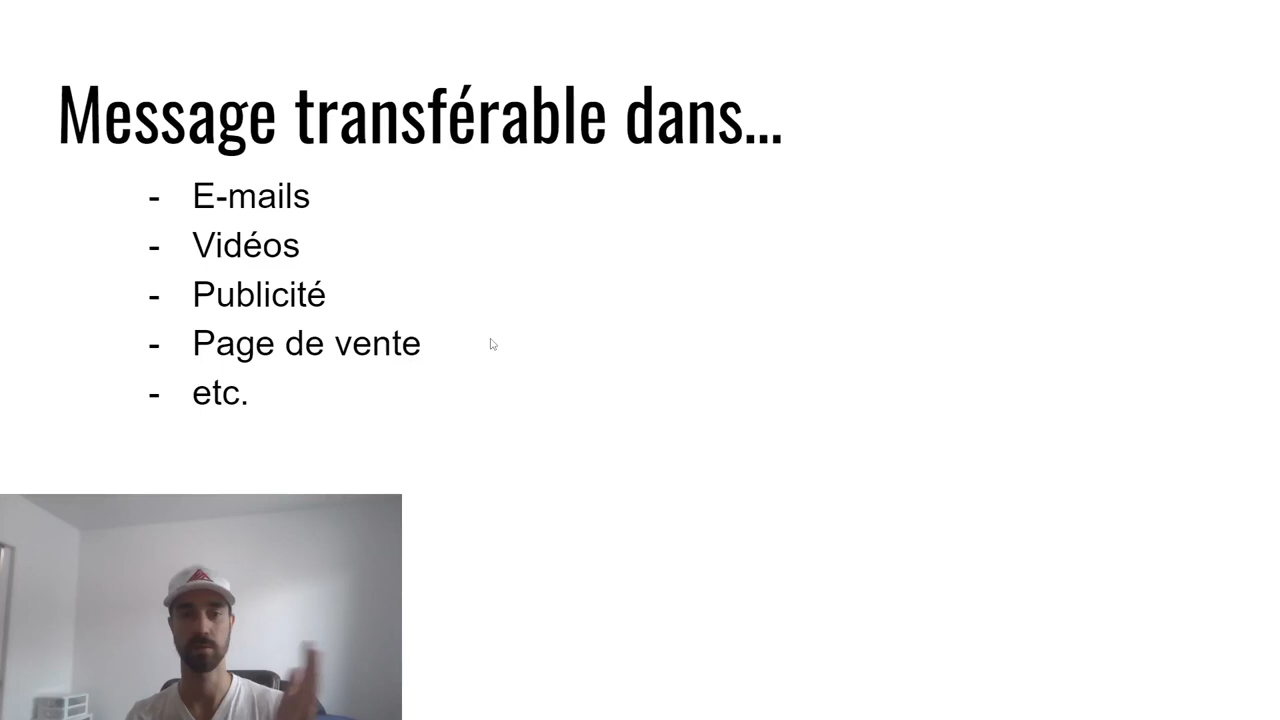 Message transférable dans...
- E-mails
- Vidéos
- Publicité
- Page de vente
- etc.